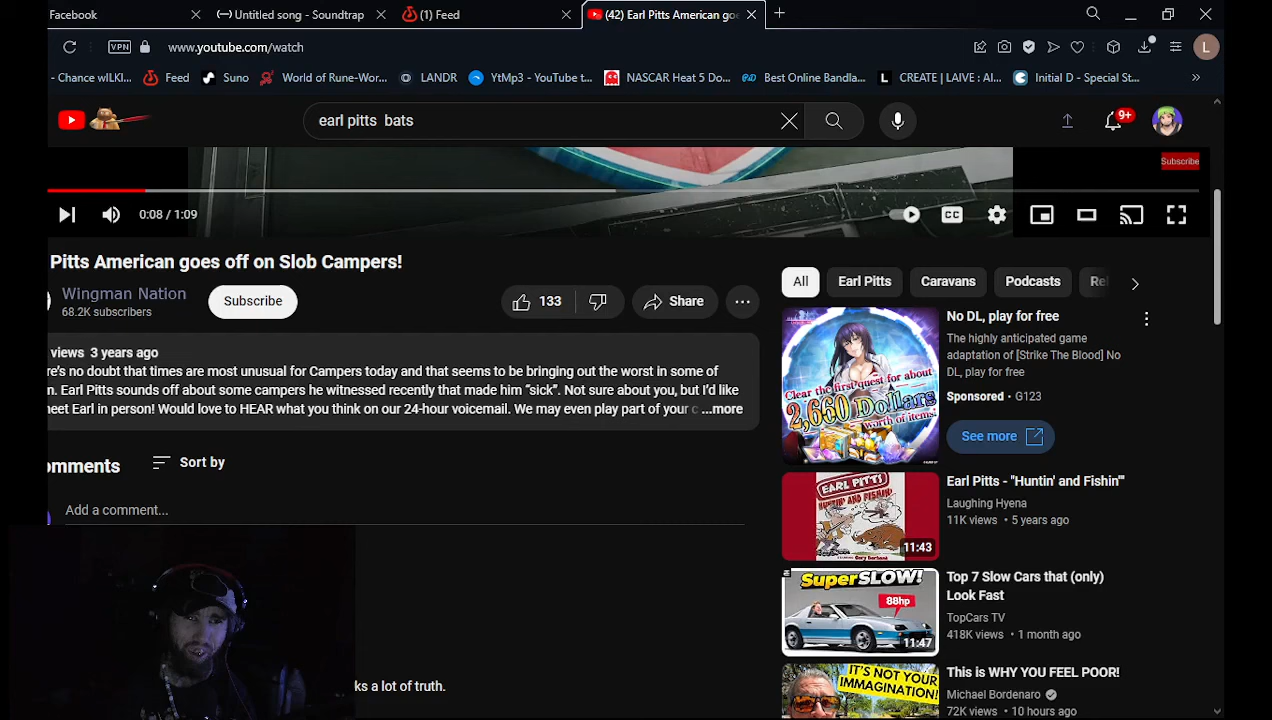 Facebook
Untitled song - Soundtrap
(1) Feed
(42) Earl Pitts American go
VPN
www.youtube.com/watch
L
- Chance wILKI...
Feed
Suno
World of Rune-Wor...
LANDR
YtMp3 - YouTube t...
NASCAR Heat 5 Do...
Best Online Bandla...
L CREATE | LAIVE : AI...
Initial D - Special St...
»
earl pitts  bats
9+
Subscribe
0:08 / 1:09
CC
Pitts American goes off on Slob Campers!
Wingman Nation
68.2K subscribers
Subscribe
133
Share
...
views 3 years ago
re's no doubt that times are most unusual for Campers today and that seems to be bringing out the worst in some of
n. Earl Pitts sounds off about some campers he witnessed recently that made him “sick”. Not sure about you, but I'd like
neet Earl in person! Would love to HEAR what you think on our 24-hour voicemail. We may even play part of your c ...more
omments
Sort by
Add a comment...
ks a lot of truth.
All
Earl Pitts
Caravans
Podcasts
Rel
Clear the first quest for about
2,660 Dollars
worth of items!
No DL, play for free
The highly anticipated game
adaptation of [Strike The Blood] No
DL, play for free
Sponsored • G123
See more
EARL PITTS
HUNTIN' AND FISHIN'
11:43
Earl Pitts - "Huntin' and Fishin'"
Laughing Hyena
11K views • 5 years ago
SuperSLOW!
88hp
11:47
Top 7 Slow Cars that (only)
Look Fast
TopCars TV
418K views • 1 month ago
IT'S NOT YOUR
IMMAGINATION!
This is WHY YOU FEEL POOR!
Michael Bordenaro
72K views • 10 hours ago